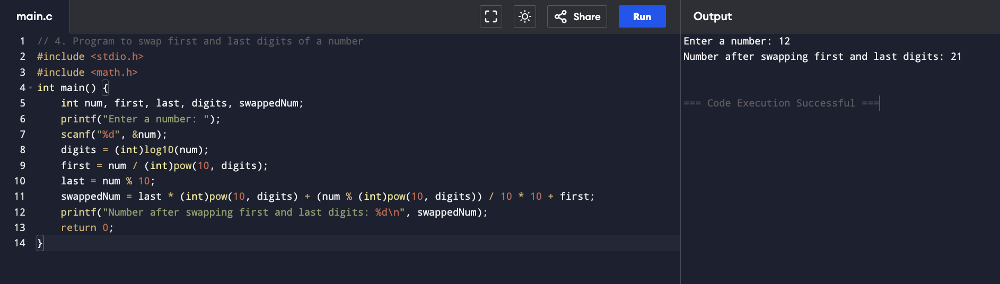 main.c
Share
Run
Output
1 // 4. Program to swap first and last digits of a number
2 #include <stdio.h>
3 #include <math.h>
4 int main() {
5     int num, first, last, digits, swappedNum;
6     printf("Enter a number: ");
7     scanf("%d", &num);
8     digits = (int)log10(num);
9     first = num / (int)pow(10, digits);
10     last = num % 10;
11     swappedNum = last * (int)pow(10, digits) + (num % (int)pow(10, digits)) / 10 * 10 + first;
12     printf("Number after swapping first and last digits: %d\n", swappedNum);
13     return 0;
14 }
Enter a number: 12
Number after swapping first and last digits: 21
=== Code Execution Successful ===